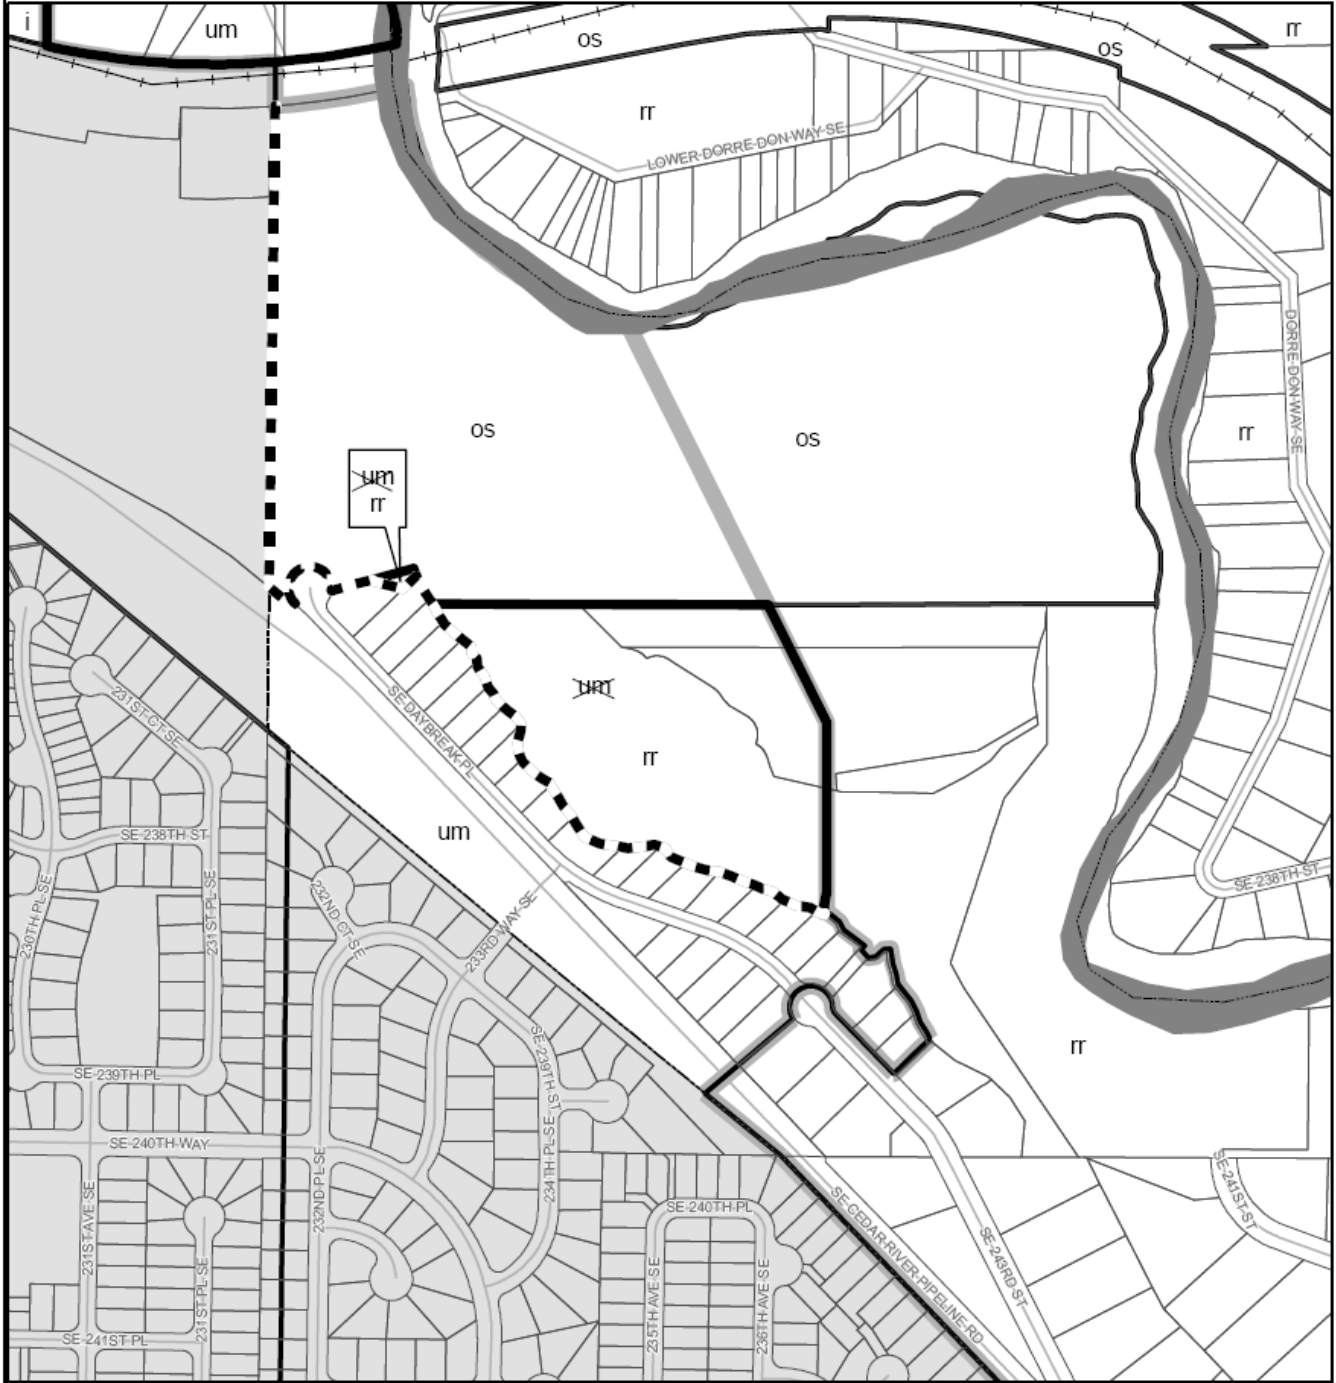 i
um
os
os
rr
rr
LOWER-DORRE-DON-WAY-SE
DORRE-DON-WAY-SE
os
os
rr
um
rr
um
rr
SE-DAYBREAK-PL
um
231ST-CT-SE
SE-238TH-ST
231ST-PL-SE
230TH-PL-SE
232ND-CT-SE
233RD-WAY-SE
SE-238TH-ST
SE-239TH-ST
SE-239TH-PL
rr
SE-240TH-WAY
234TH-PL-SE
232ND-PL-SE
231ST-AVE-SE
231ST-PL-SE
SE-240TH-PL
235TH-AVE-SE
236TH-AVE-SE
SE-CEDAR-RIVER-PIPELINE-RD
SE-243RD-ST
SE-241ST-ST
SE-241ST-PL